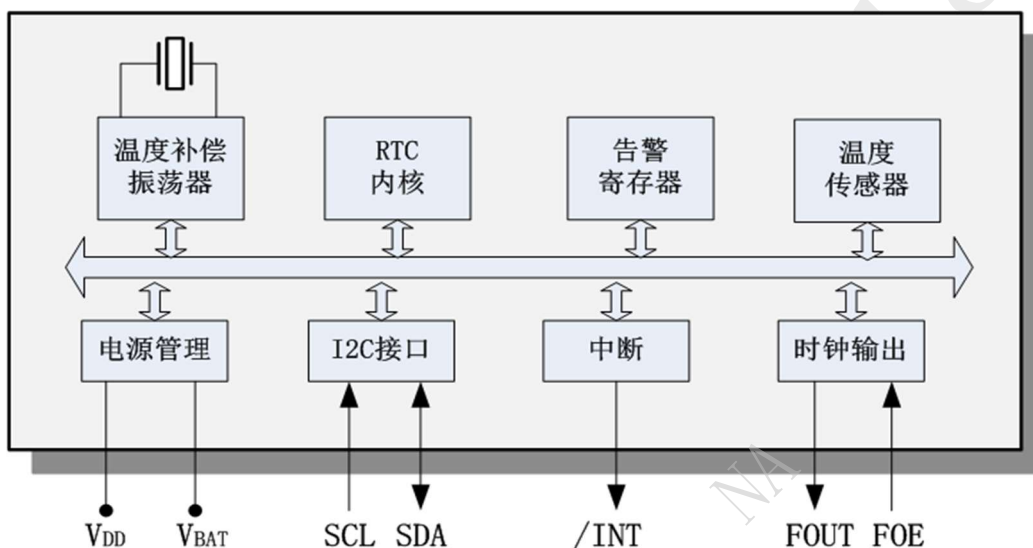 温度补偿
振荡器
RTC
内核
告警
寄存器
温度
传感器
电源管理
I2C接口
中断
时钟输出
NA
VDD VBAT SCL SDA /INT FOUT FOE